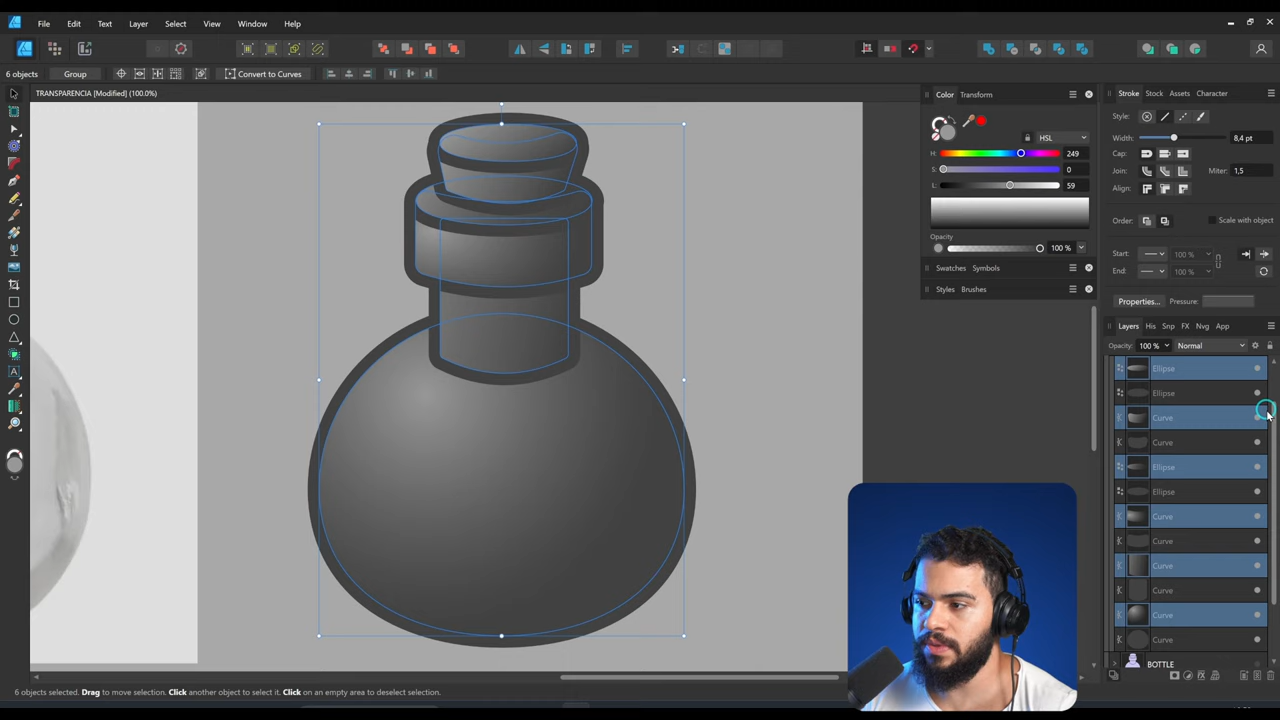 File Edit Text Layer Select View Window Help
6 objects Group Convert to Curves
TRANSPARENCIA [Modified] (100.0%)
Color Transform
HSL
H: 249
S: 0
L: 59
Opacity
100 %
Swatches Symbols
Styles Brushes
Stroke Stock Assets Character
Style:
Width: 8,4 pt
Cap:
Join: Miter: 1,5
Align:
Order: Scale with object
Start: 100 %
End: 100 %
Properties... Pressure:
Layers His Snp FX Nvg App
Opacity: 100 % Normal
Ellipse
Ellipse
Curve
Curve
Ellipse
Ellipse
Curve
Curve
Curve
Curve
Curve
Curve
BOTTLE
6 objects selected. Drag to move selection. Click another object to select it. Click on an empty area to deselect selection.